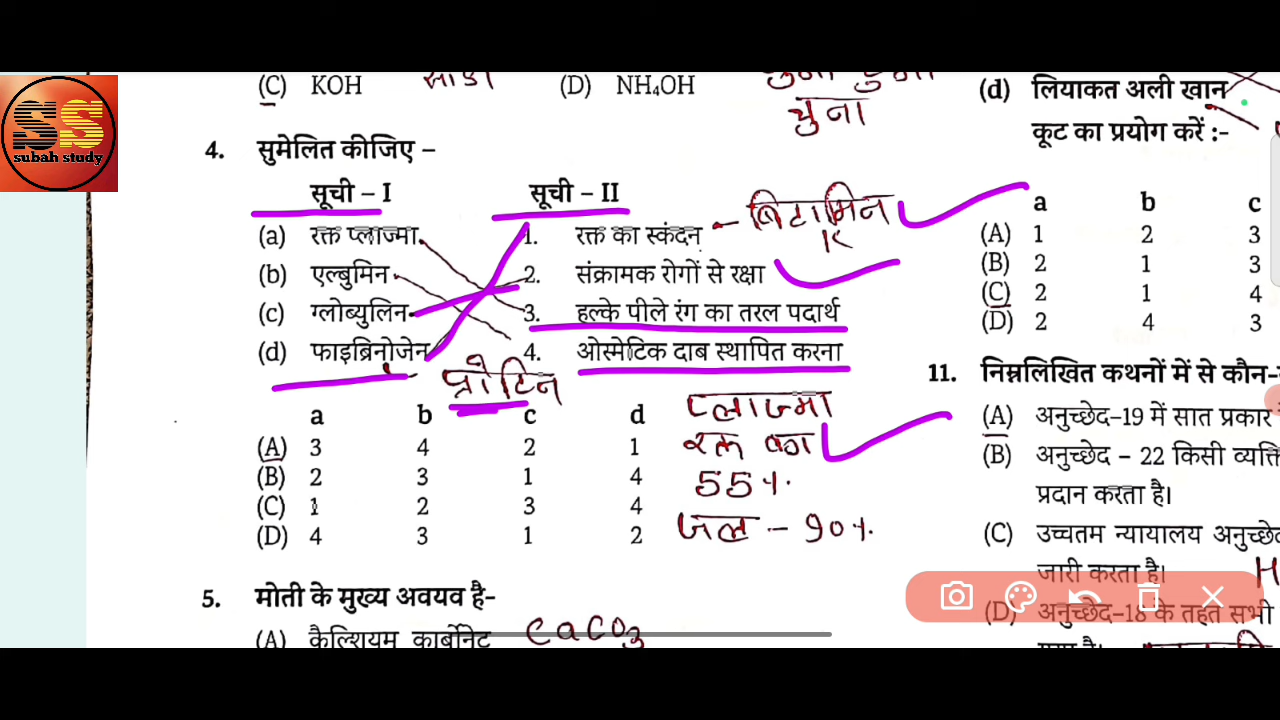 SS
subah study
(C) KOH
(D) NH₄OH
चुना
4. सुमेलित कीजिए –
सूची – I सूची – II
(a) रक्त प्लाज्मा 1. रक्त का स्कंदन – बिटामिन K
(b) एल्बुमिन 2. संक्रामक रोगों से रक्षा
(c) ग्लोब्युलिन 3. हल्के पीले रंग का तरल पदार्थ
(d) फाइब्रिनोजेन 4. ओस्मेटिक दाब स्थापित करना
प्रोटिन
a b c d
(A) 3 4 2 1
(B) 2 3 1 4
(C) 1 2 3 4
(D) 4 3 1 2
प्लाज्मा
रक्त का
55%
जल – 90%
5. मोती के मुख्य अवयव है-
(A) कैल्शियम कार्बोनेट CaCO₃
(d) लियाकत अली खान
कूट का प्रयोग करें :-
a b c
(A) 1 2 3
(B) 2 1 3
(C) 2 1 4
(D) 2 4 3
11. निम्नलिखित कथनों में से कौन-
(A) अनुच्छेद–19 में सात प्रकार
(B) अनुच्छेद – 22 किसी व्यक्ति
प्रदान करता है।
(C) उच्चतम न्यायालय अनुच्छेद
जारी करता है।
(D) अनुच्छेद-18 के तहत सभी